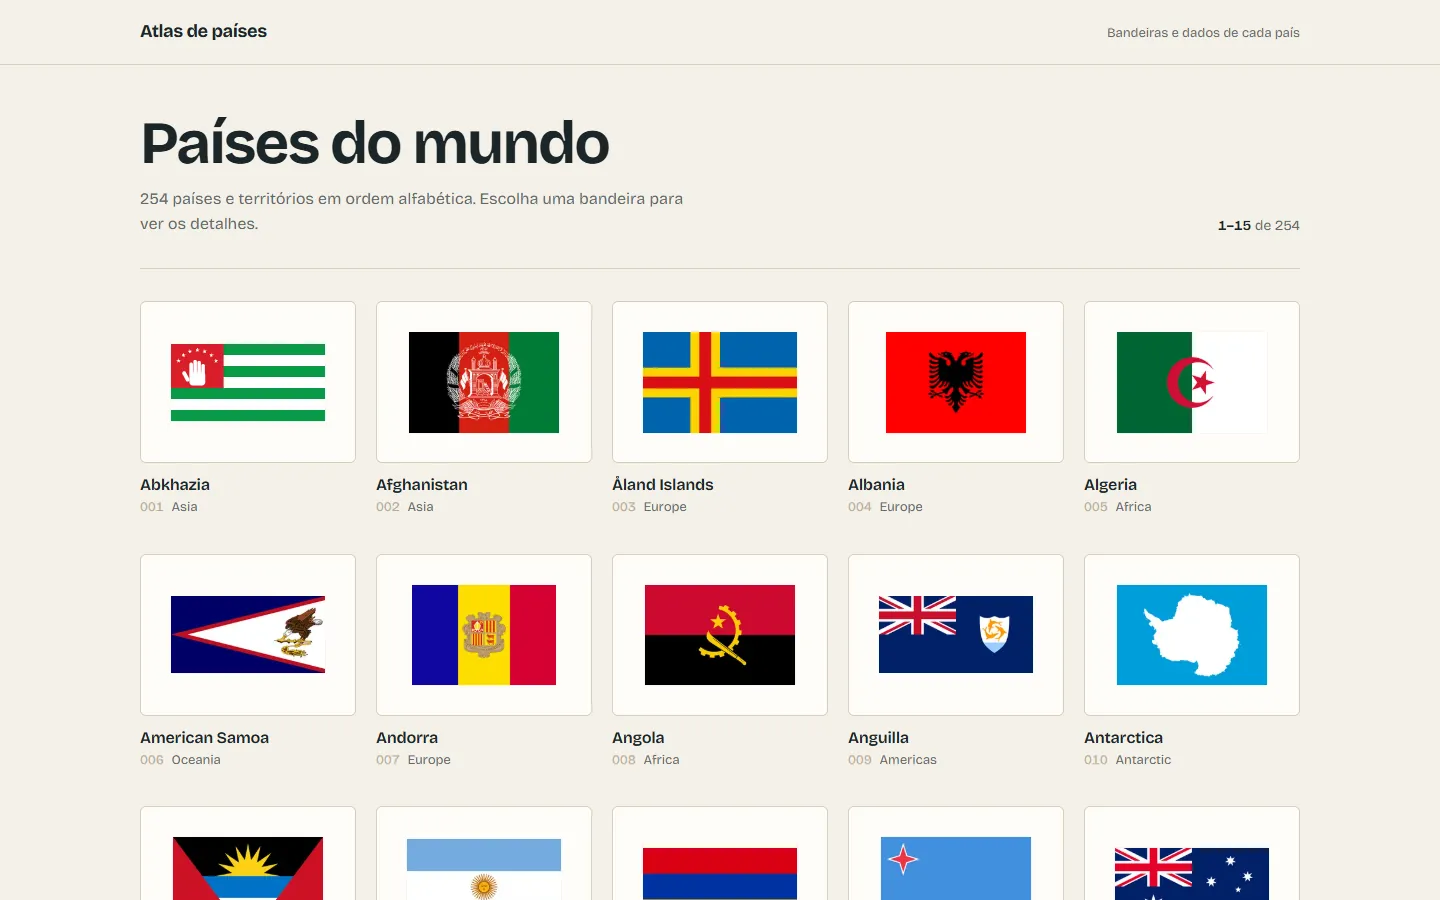 Atlas de países
Bandeiras e dados de cada país
Países do mundo
254 países e territórios em ordem alfabética. Escolha uma bandeira para
ver os detalhes.
1–15 de 254
Abkhazia
001 Asia
Afghanistan
002 Asia
Åland Islands
003 Europe
Albania
004 Europe
Algeria
005 Africa
American Samoa
006 Oceania
Andorra
007 Europe
Angola
008 Africa
Anguilla
009 Americas
Antarctica
010 Antarctic